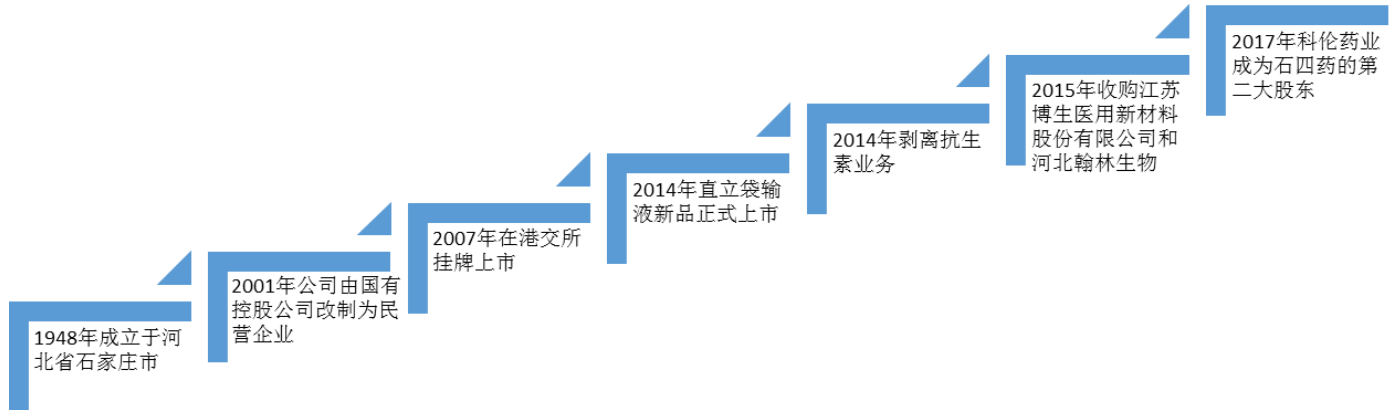 1948年成立于河
北省石家庄市
2001年公司由国有
控股公司改制为民
营企业
2007年在港交所
挂牌上市
2014年直立袋输
液新品正式上市
2014年剥离抗生
素业务
2015年收购江苏
博生医用新材料
股份有限公司和
河北翰林生物
2017年科伦药业
成为石四药的第
二大股东